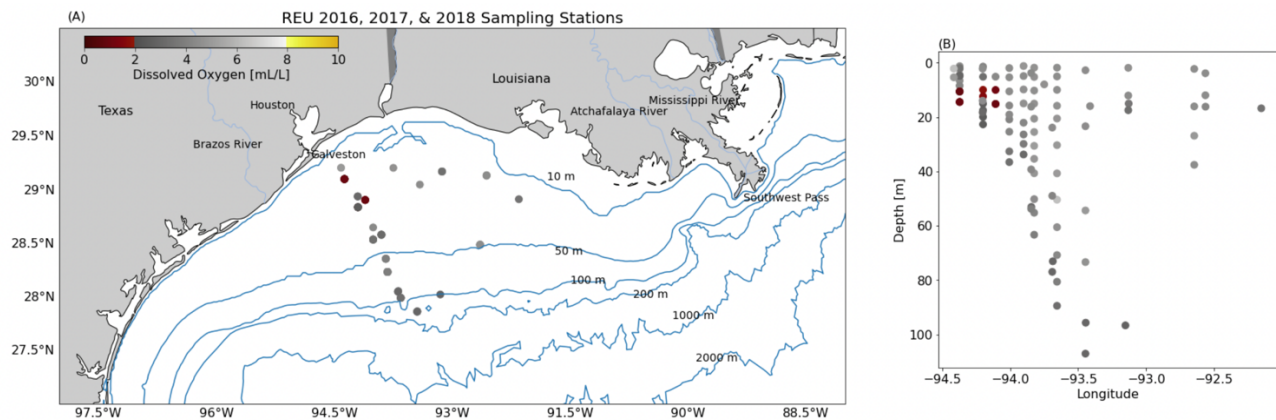 (A)
REU 2016, 2017, & 2018 Sampling Stations
0 2 4 6 8 10
Dissolved Oxygen [mL/L]
30°N
29.5°N
29°N
28.5°N
28°N
27.5°N
Texas
Houston
Brazos River
Galveston
Louisiana
Atchafalaya River
Mississippi River
Southwest Pass
10 m
50 m
100 m
200 m
1000 m
2000 m
97.5°W 96°W 94.5°W 93°W 91.5°W 90°W 88.5°W
(B)
0
20
40
60
80
100
Depth [m]
−94.5 −94.0 −93.5 −93.0 −92.5
Longitude